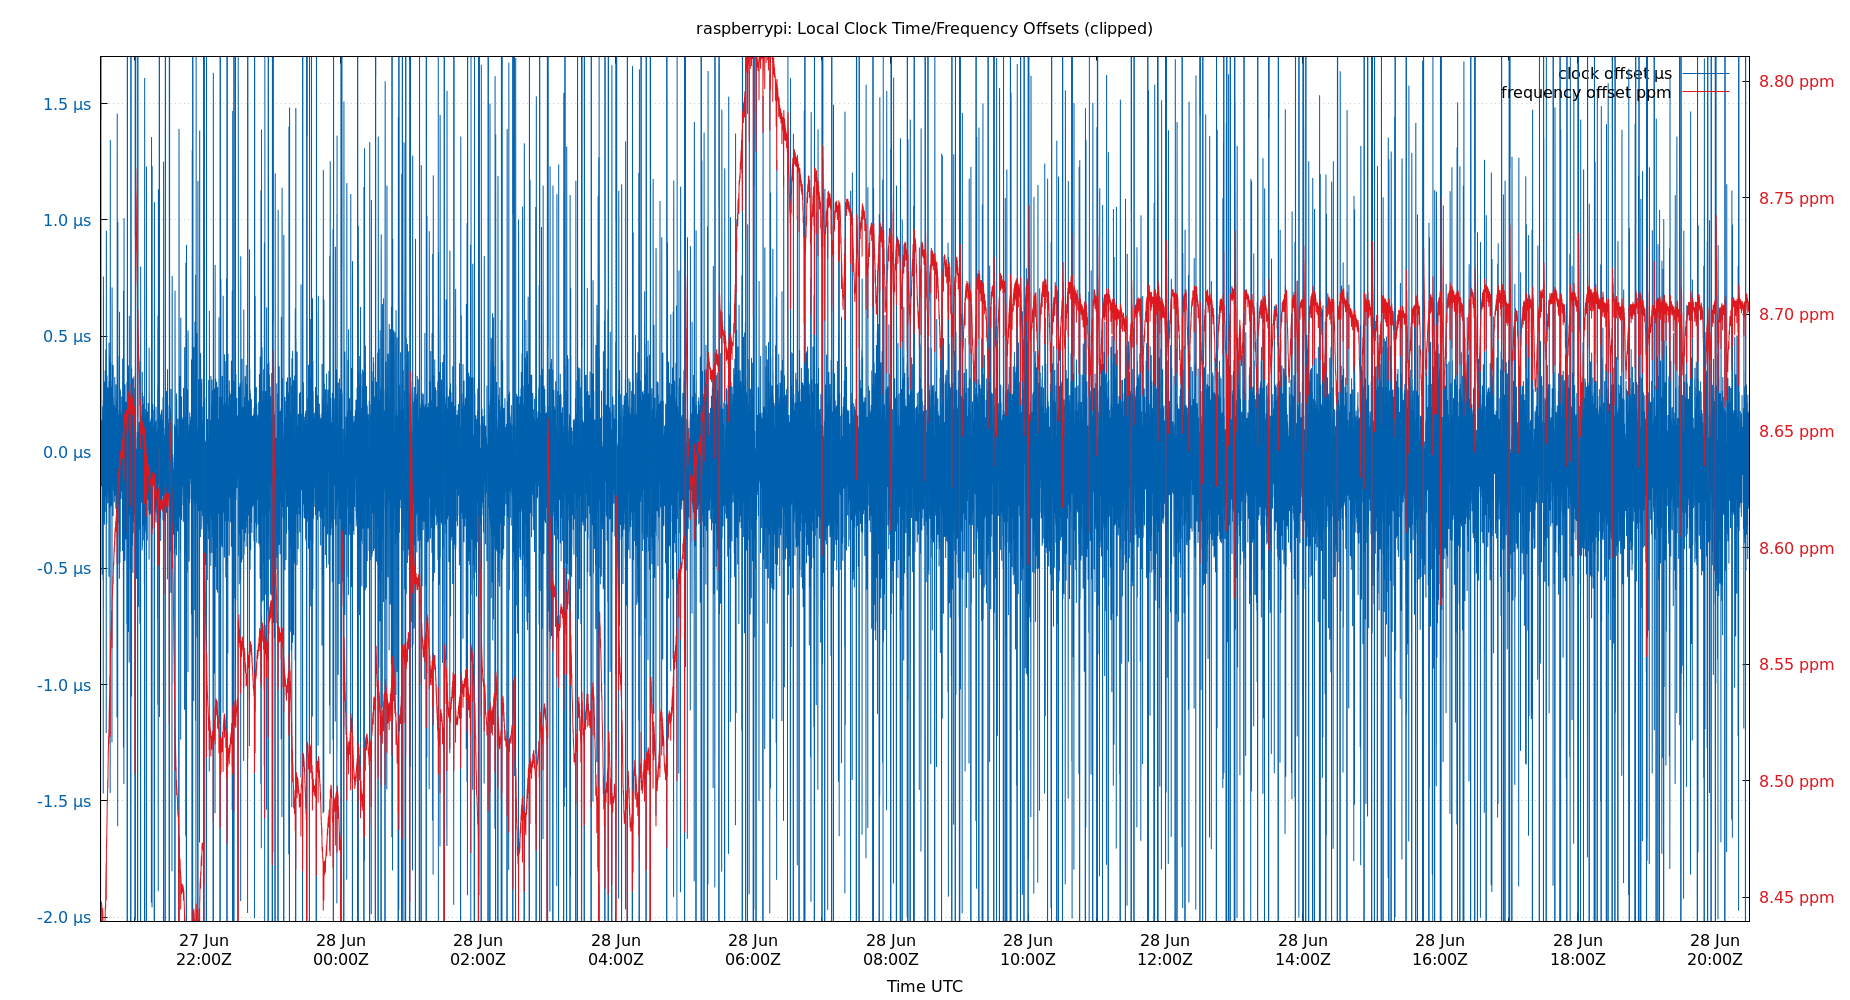 raspberrypi: Local Clock Time/Frequency Offsets (clipped)
clock offset µs
frequency offset ppm
1.5 µs
1.0 µs
0.5 µs
0.0 µs
-0.5 µs
-1.0 µs
-1.5 µs
-2.0 µs
8.80 ppm
8.75 ppm
8.70 ppm
8.65 ppm
8.60 ppm
8.55 ppm
8.50 ppm
8.45 ppm
27 Jun 28 Jun 28 Jun 28 Jun 28 Jun 28 Jun 28 Jun 28 Jun 28 Jun 28 Jun 28 Jun 28 Jun
22:00Z 00:00Z 02:00Z 04:00Z 06:00Z 08:00Z 10:00Z 12:00Z 14:00Z 16:00Z 18:00Z 20:00Z
Time UTC